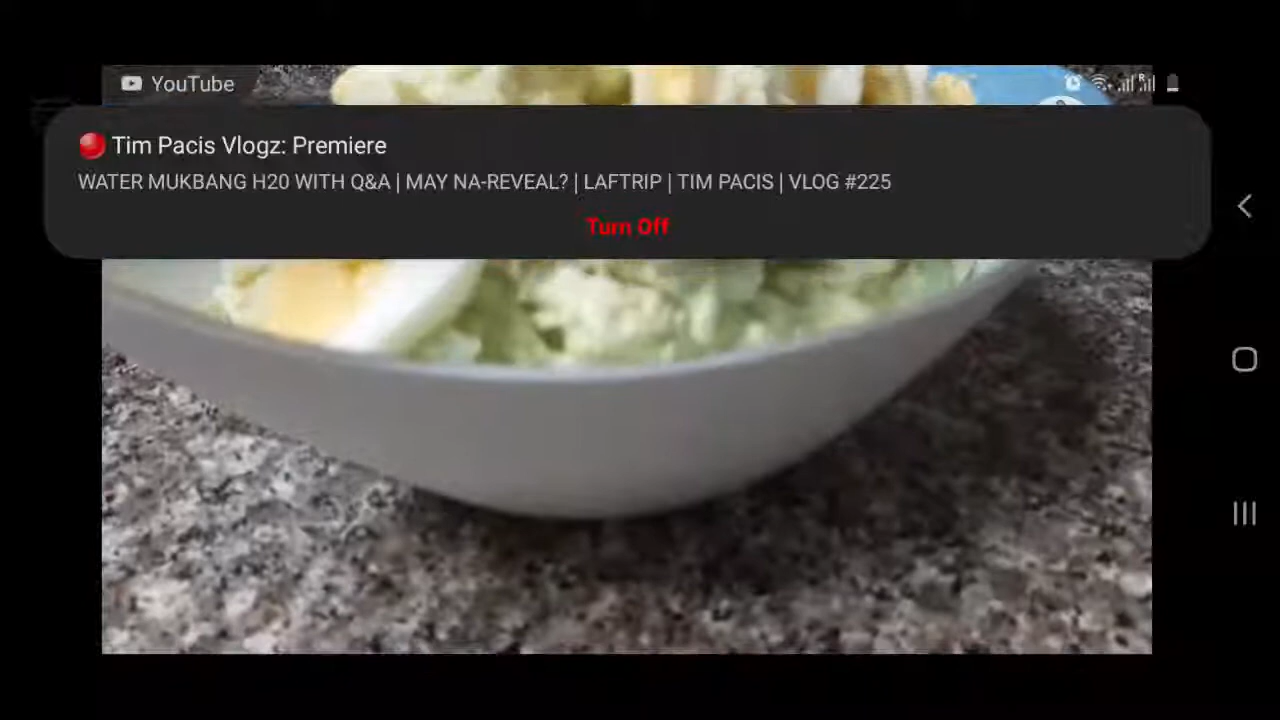 YouTube
🔴 Tim Pacis Vlogz: Premiere
WATER MUKBANG H20 WITH Q&A | MAY NA-REVEAL? | LAFTRIP | TIM PACIS | VLOG #225
Turn Off